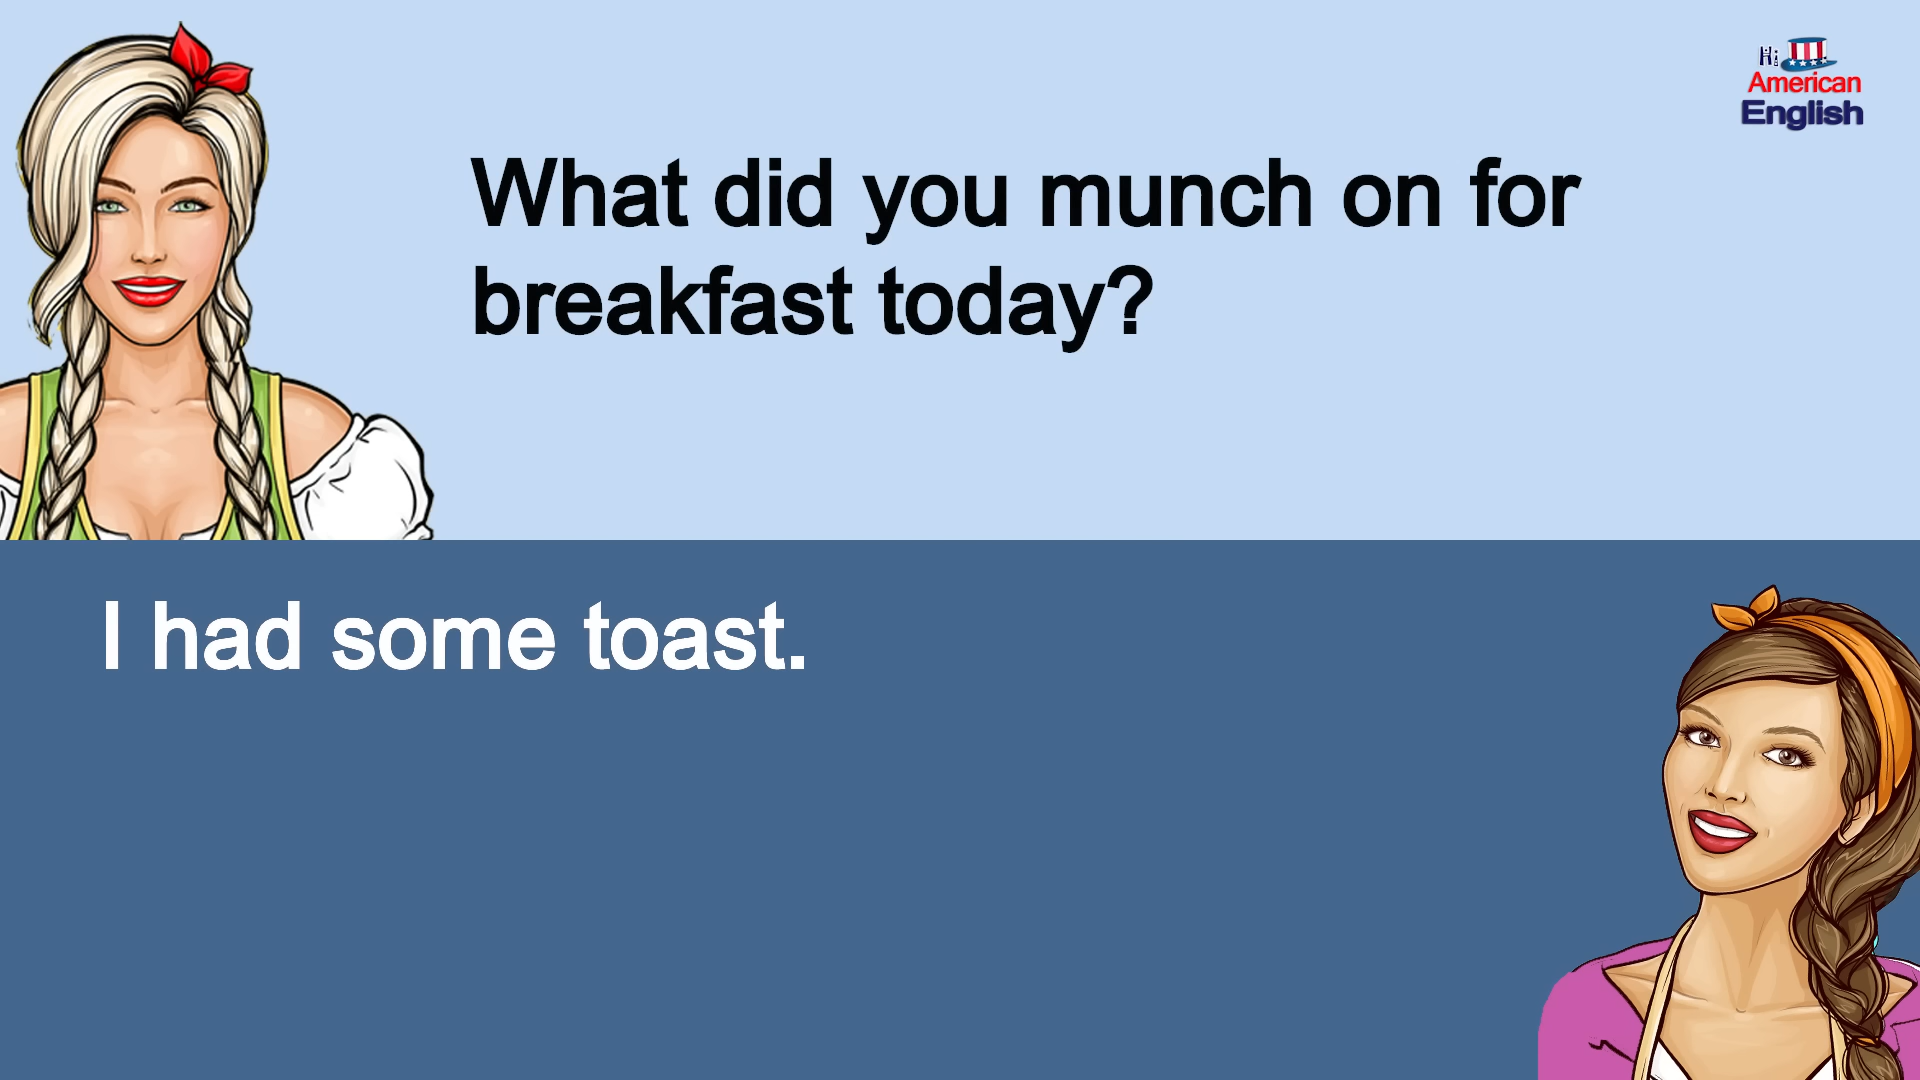 Hi
American
English
What did you munch on for
breakfast today?
I had some toast.